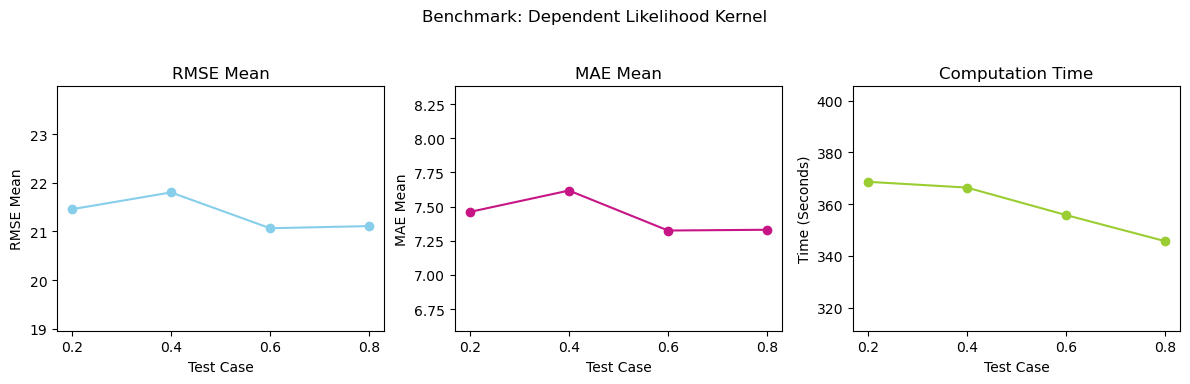 Benchmark: Dependent Likelihood Kernel
RMSE Mean
RMSE Mean
23
22
21
20
19
0.2 0.4 0.6 0.8
Test Case
MAE Mean
MAE Mean
8.25
8.00
7.75
7.50
7.25
7.00
6.75
0.2 0.4 0.6 0.8
Test Case
Computation Time
Time (Seconds)
400
380
360
340
320
0.2 0.4 0.6 0.8
Test Case